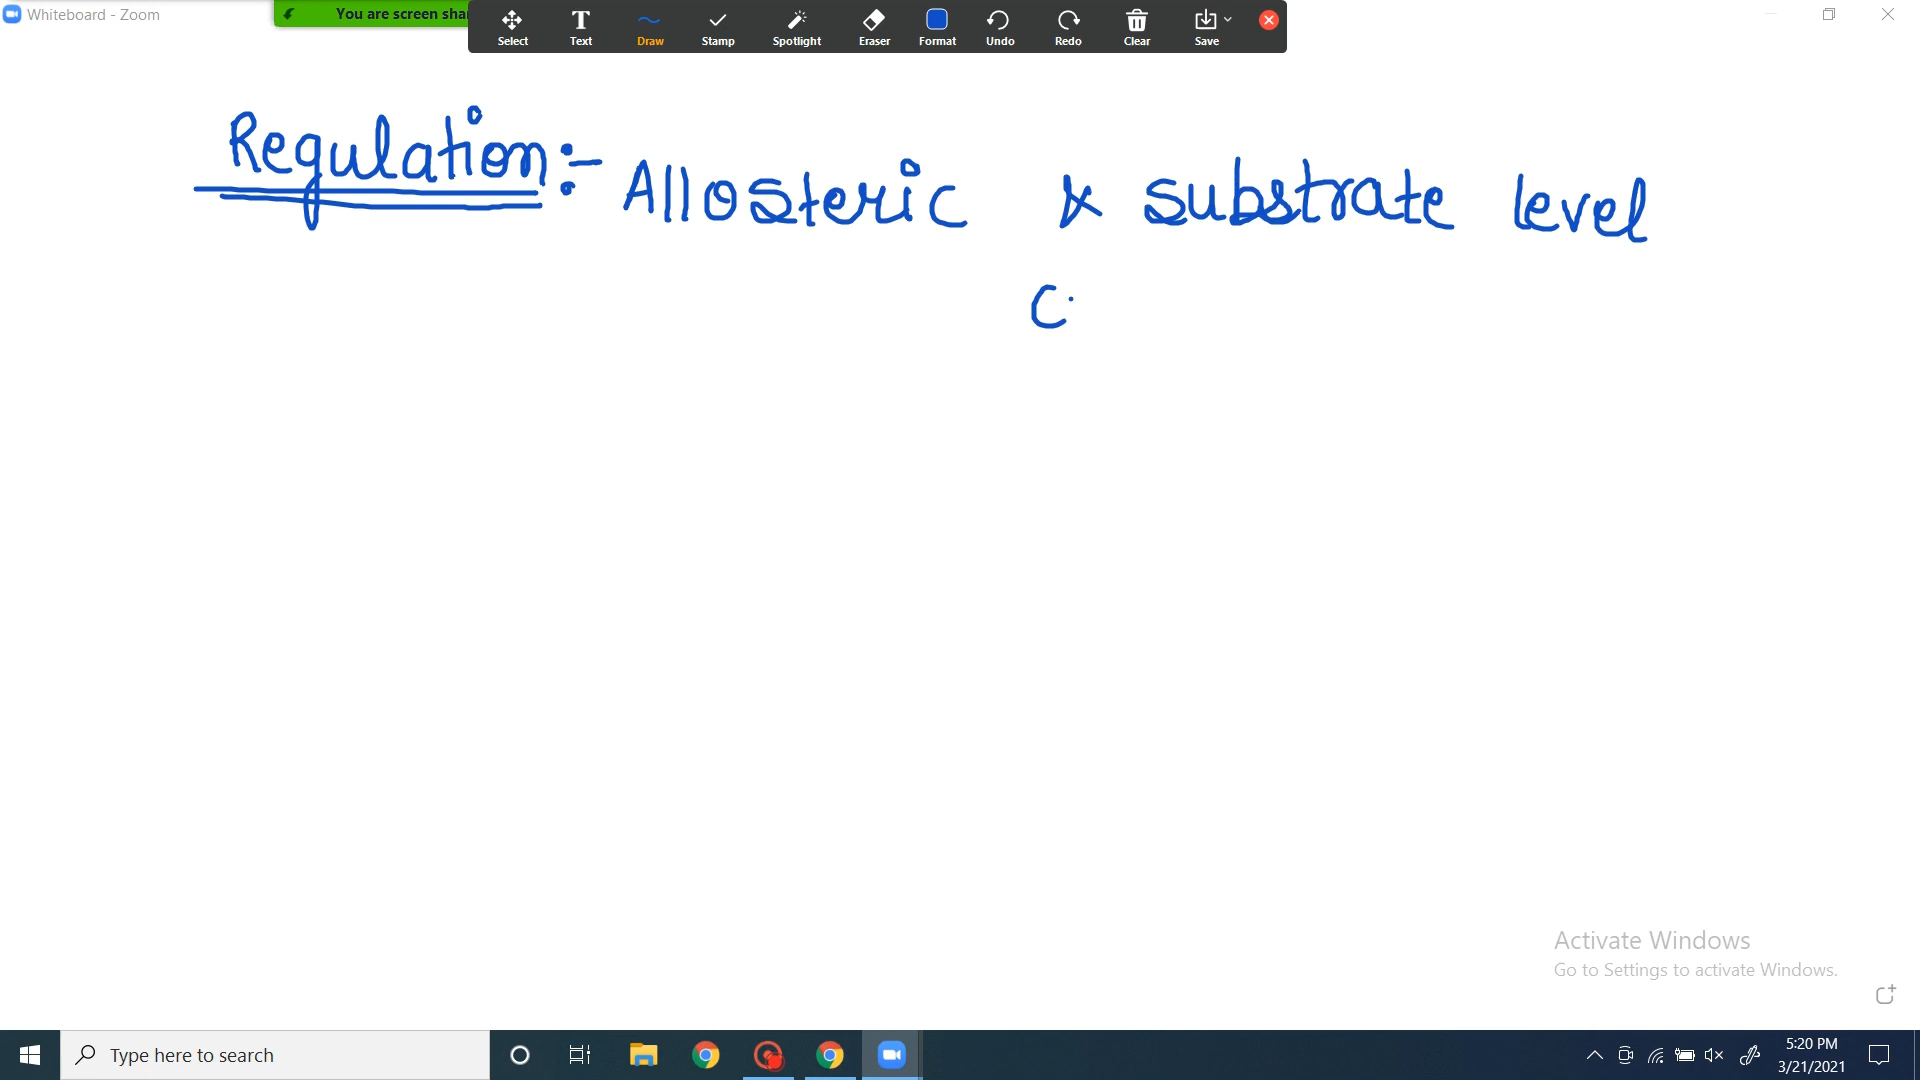 Whiteboard - Zoom
You are screen sha
Select Text Draw Stamp Spotlight Eraser Format Undo Redo Clear Save
Regulation:- Allosteric & substrate level
C
Activate Windows
Go to Settings to activate Windows.
Type here to search
5:20 PM
3/21/2021